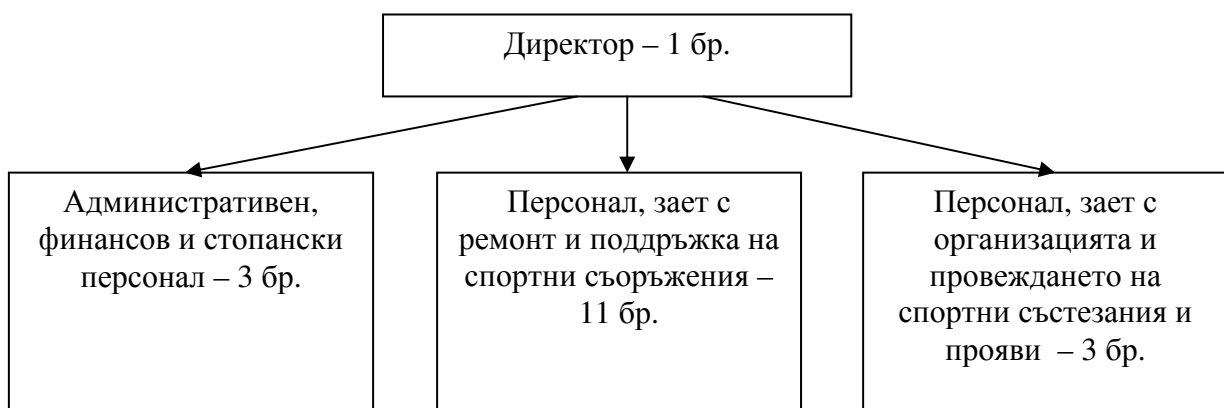 Директор – 1 бр.
Административен,
финансов и стопански
персонал – 3 бр.
Персонал, зает с
ремонт и поддръжка на
спортни съоръжения –
11 бр.
Персонал, зает с
организацията и
провеждането на
спортни състезания и
прояви – 3 бр.